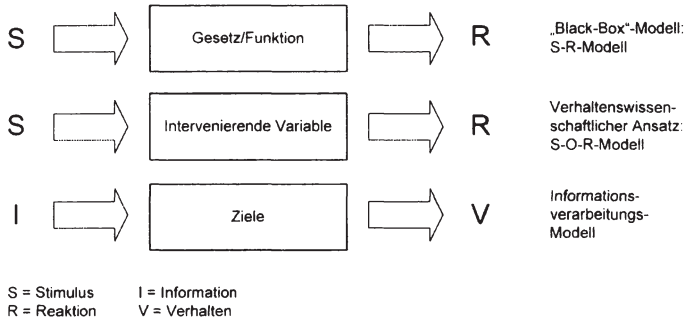 S Gesetz/Funktion R „Black-Box“-Modell:
S-R-Modell
S Intervenierende Variable R Verhaltenswissen-
schaftlicher Ansatz:
S-O-R-Modell
I Ziele V Informations-
verarbeitungs-
Modell
S = Stimulus I = Information
R = Reaktion V = Verhalten